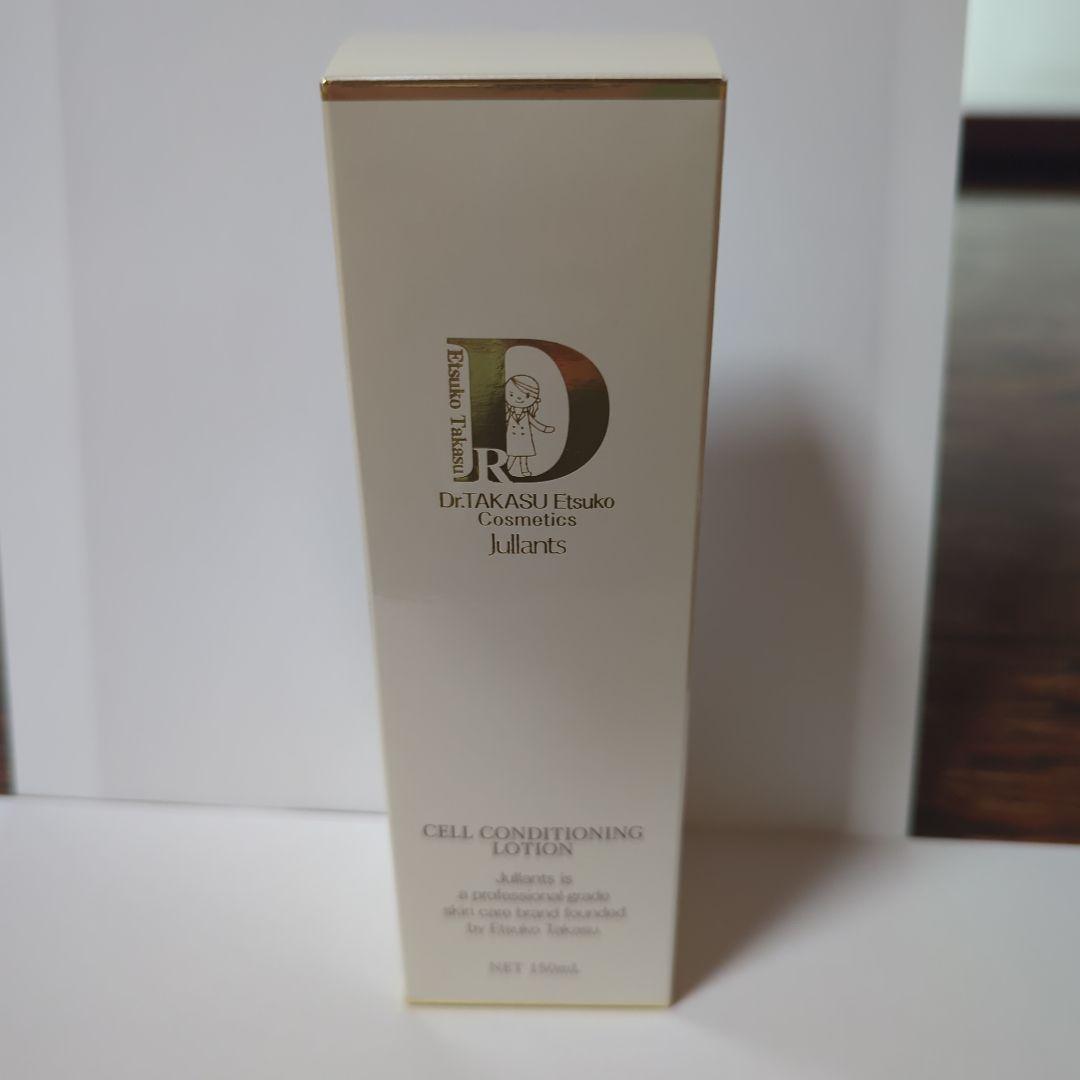 Etsuko Takasu
DR
Dr.TAKASU Etsuko
Cosmetics
Jullants
CELL CONDITIONING
LOTION
Jullants is
a professional-grade
skin care brand founded
by Etsuko Takasu.
NET 150mL